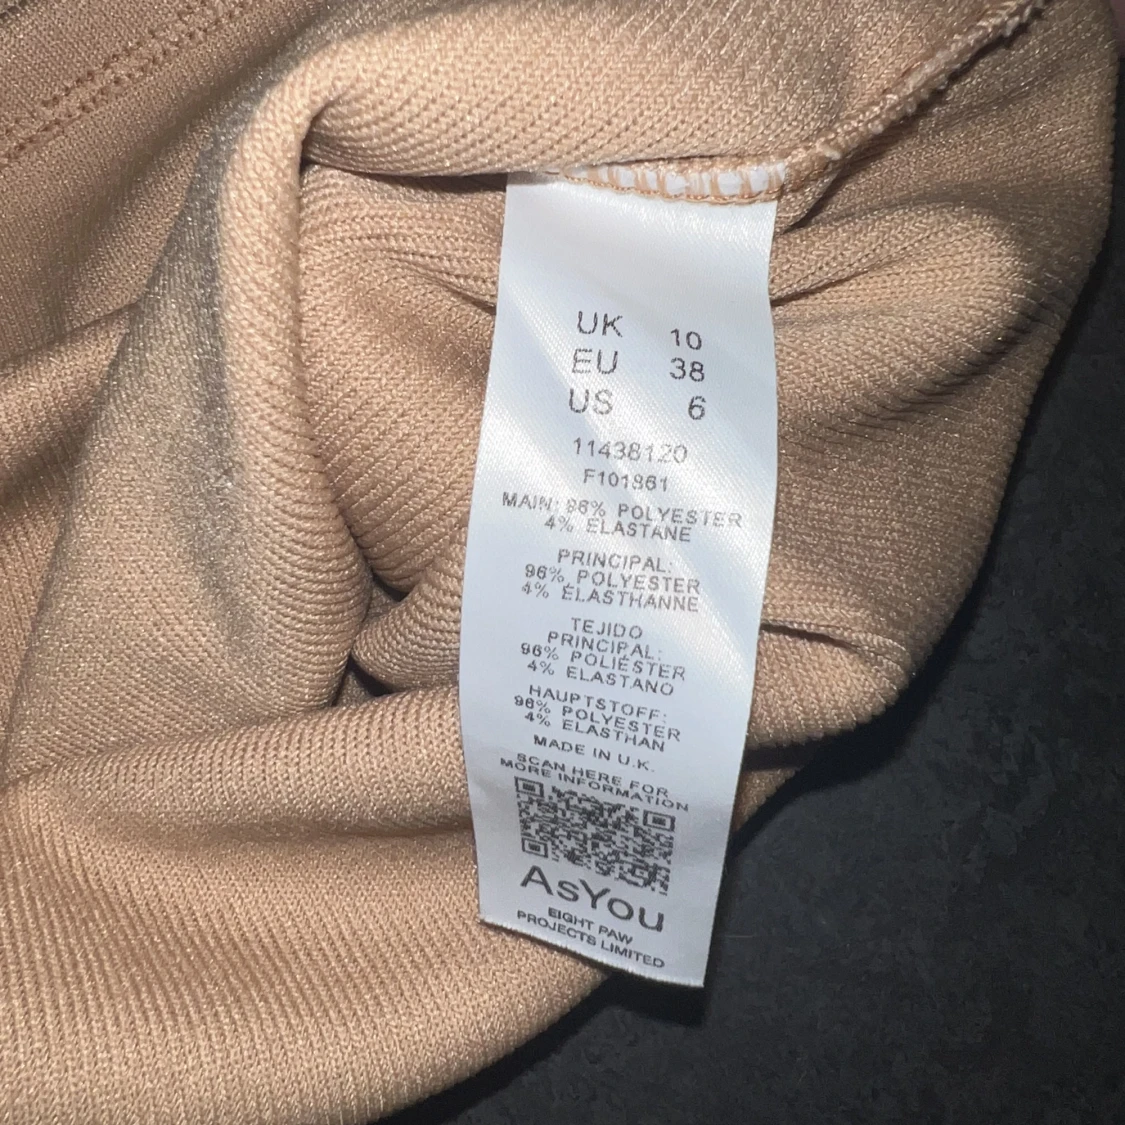 UK 10
EU 38
US 6
11438120
F101861
MAIN: 96% POLYESTER
4% ELASTANE
PRINCIPAL:
96% POLYESTER
4% ÉLASTHANNE
TEJIDO
PRINCIPAL:
96% POLIÉSTER
4% ELASTANO
HAUPTSTOFF:
96% POLYESTER
4% ELASTHAN
MADE IN U.K.
SCAN HERE FOR
MORE INFORMATION
AsYou
EIGHT PAW
PROJECTS LIMITED